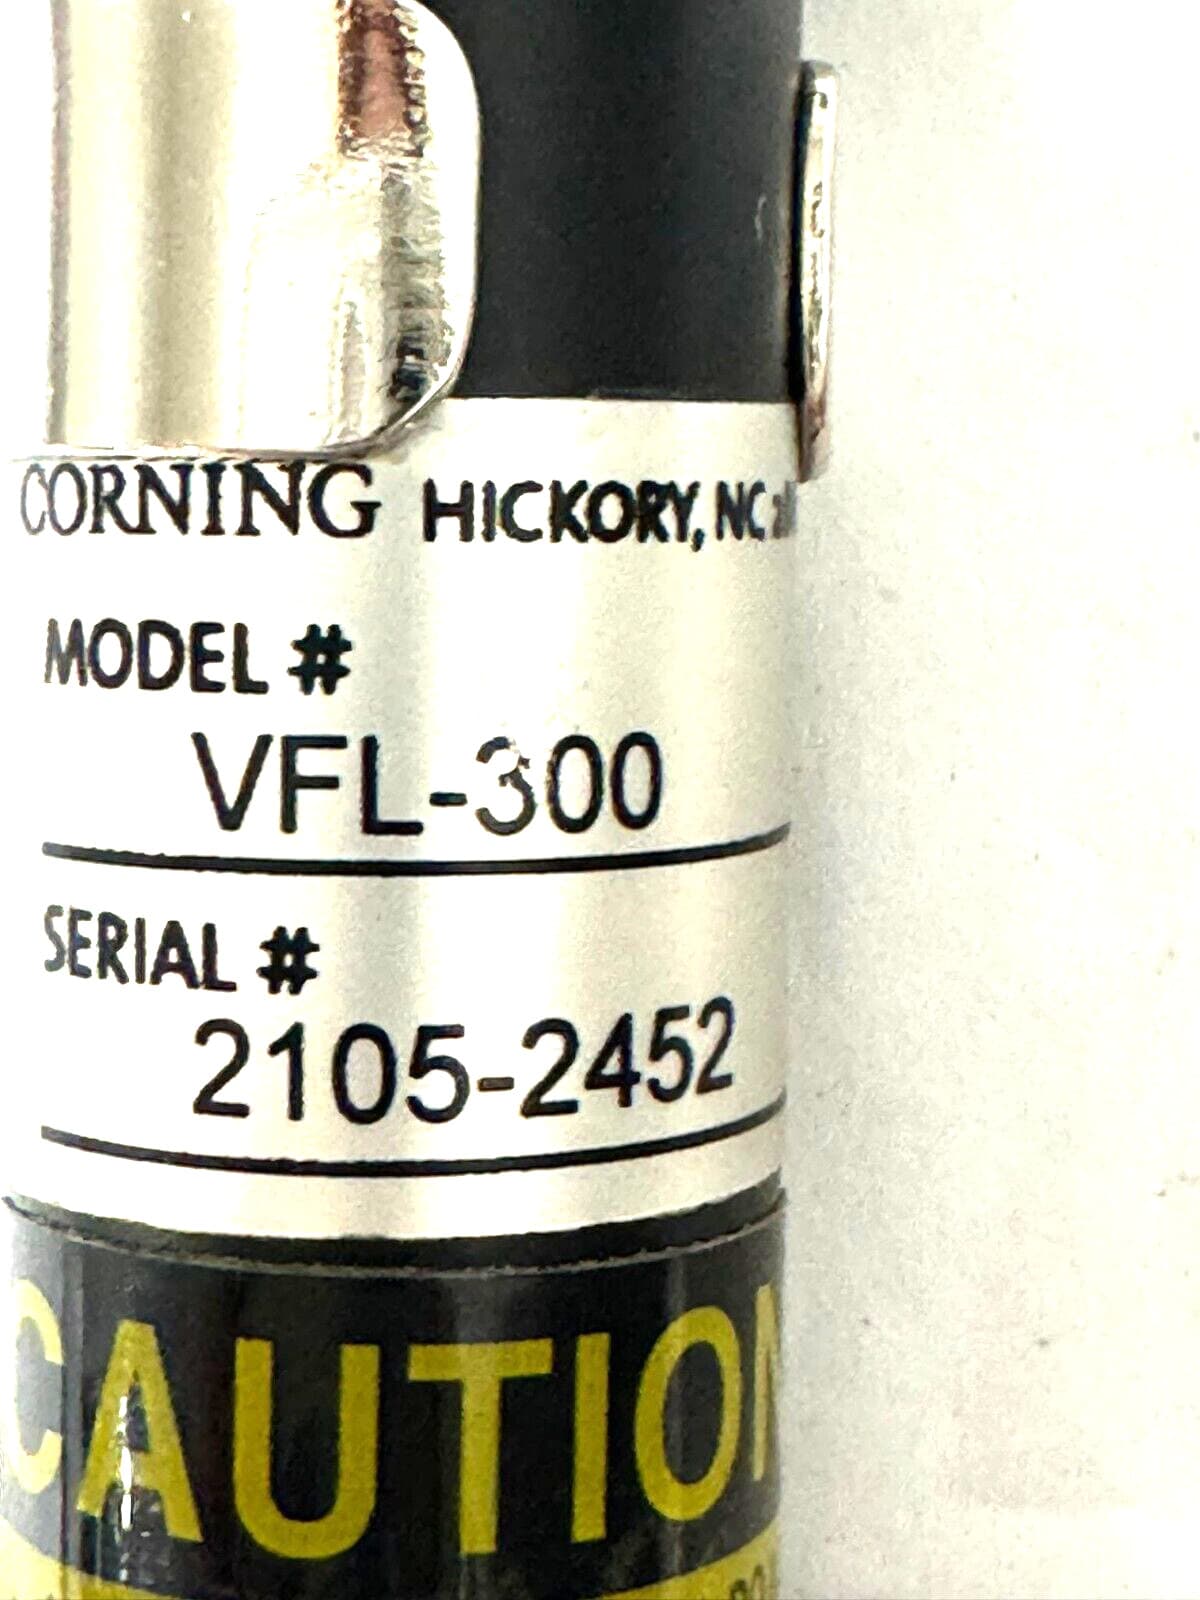 CORNING HICKORY, NC
MODEL #
VFL-300
SERIAL #
2105-2452
CAUTION